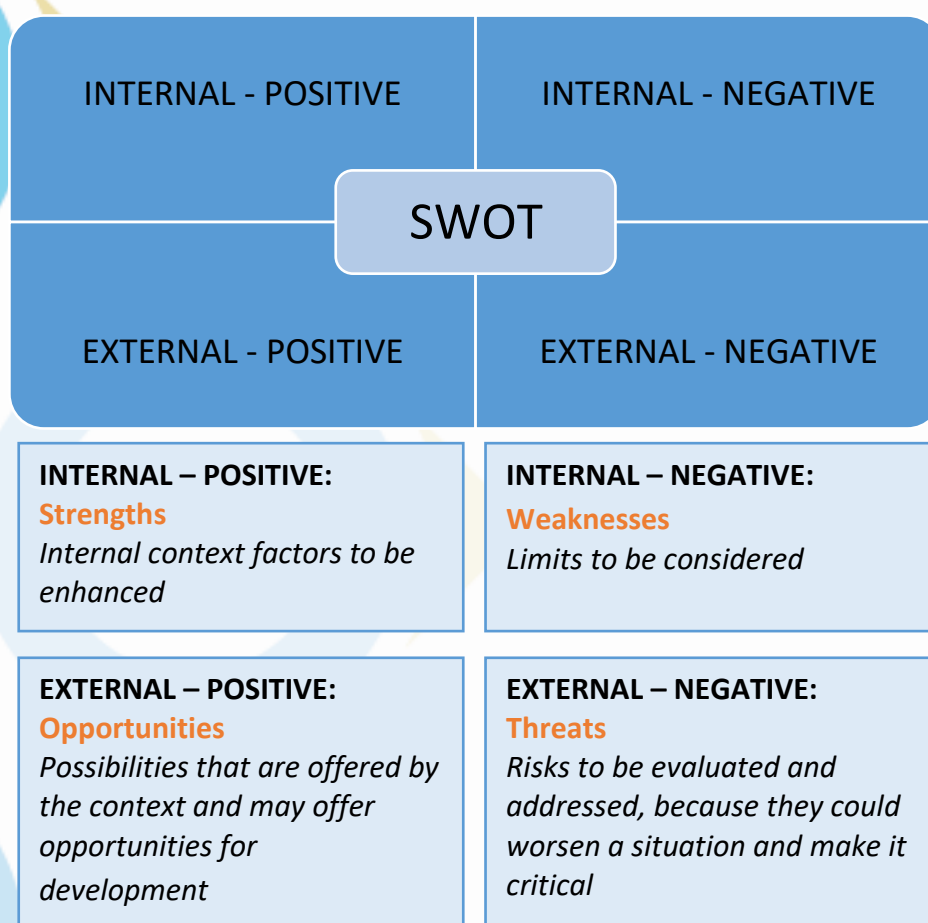 INTERNAL - POSITIVE
INTERNAL - NEGATIVE
SWOT
EXTERNAL - POSITIVE
EXTERNAL - NEGATIVE
INTERNAL – POSITIVE:
Strengths
Internal context factors to be
enhanced
INTERNAL – NEGATIVE:
Weaknesses
Limits to be considered
EXTERNAL – POSITIVE:
Opportunities
Possibilities that are offered by
the context and may offer
opportunities for
development
EXTERNAL – NEGATIVE:
Threats
Risks to be evaluated and
addressed, because they could
worsen a situation and make it
critical